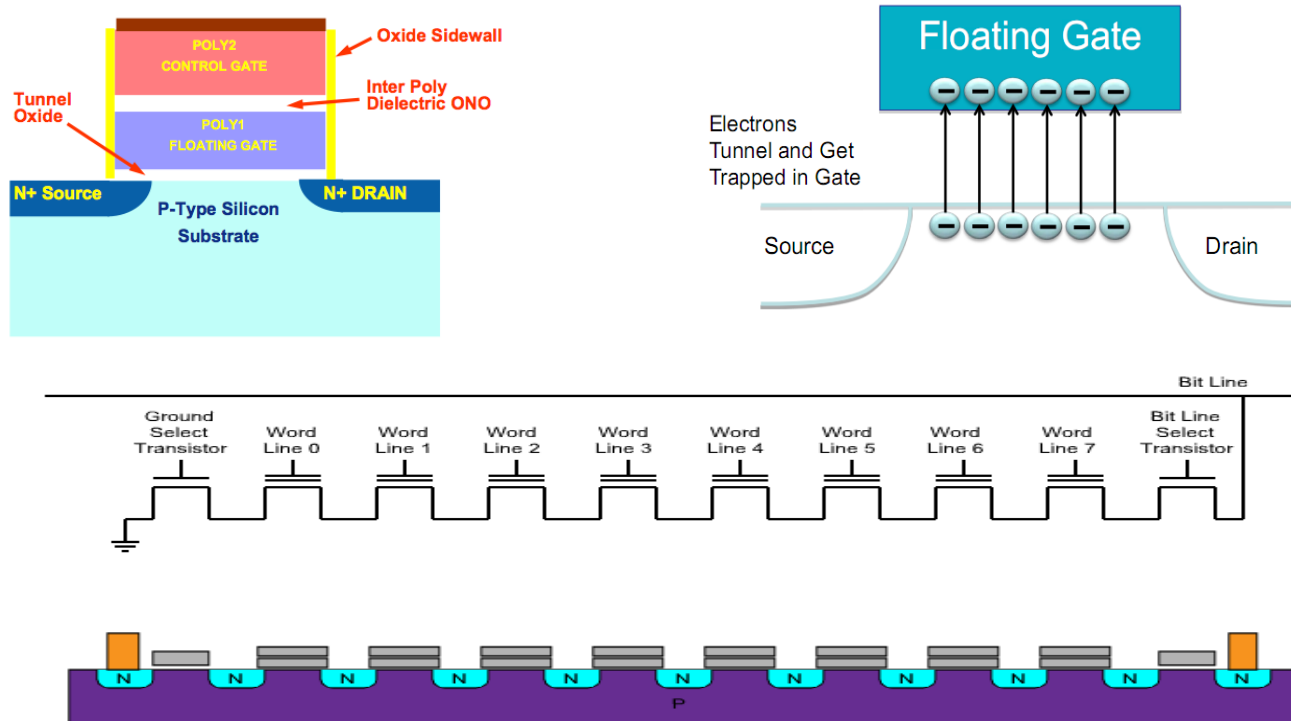 POLY2
CONTROL GATE
Oxide Sidewall
Inter Poly
Dielectric ONO
Tunnel
Oxide
POLY1
FLOATING GATE
N+ Source
N+ DRAIN
P-Type Silicon
Substrate
Floating Gate
Electrons
Tunnel and Get
Trapped in Gate
Source
Drain
Bit Line
Ground
Select
Transistor
Word
Line 0
Word
Line 1
Word
Line 2
Word
Line 3
Word
Line 4
Word
Line 5
Word
Line 6
Word
Line 7
Bit Line
Select
Transistor
N
N
N
N
N
N
N
N
N
N
N
P